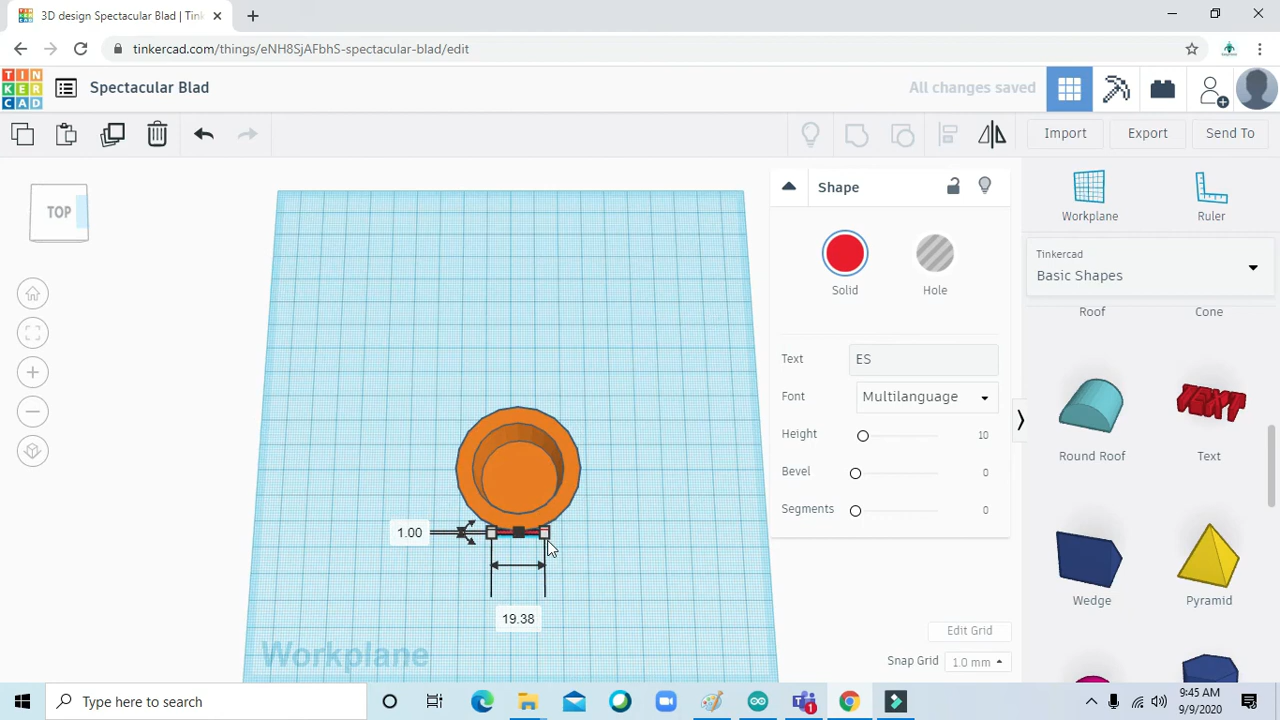 3D design Spectacular Blad | Tink
tinkercad.com/things/eNH8SjAFbhS-spectacular-blad/edit
TIN
KER
CAD
Spectacular Blad
All changes saved
Import
Export
Send To
TOP
Shape
Workplane
Ruler
Solid
Hole
Tinkercad
Basic Shapes
Roof
Cone
Text
ES
Font
Multilanguage
Height
10
Bevel
0
Segments
0
Round Roof
TEXT
Text
1.00
19.38
Wedge
Pyramid
Edit Grid
Snap Grid
1.0 mm
Workplane
Type here to search
1
9:45 AM
9/9/2020